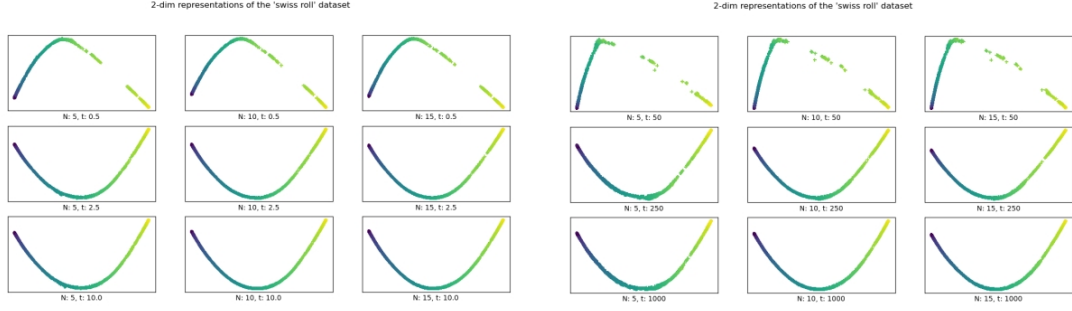 2-dim representations of the 'swiss roll' dataset
N: 5, t: 0.5
N: 10, t: 0.5
N: 15, t: 0.5
N: 5, t: 2.5
N: 10, t: 2.5
N: 15, t: 2.5
N: 5, t: 10.0
N: 10, t: 10.0
N: 15, t: 10.0
2-dim representations of the 'swiss roll' dataset
N: 5, t: 50
N: 10, t: 50
N: 15, t: 50
N: 5, t: 250
N: 10, t: 250
N: 15, t: 250
N: 5, t: 1000
N: 10, t: 1000
N: 15, t: 1000